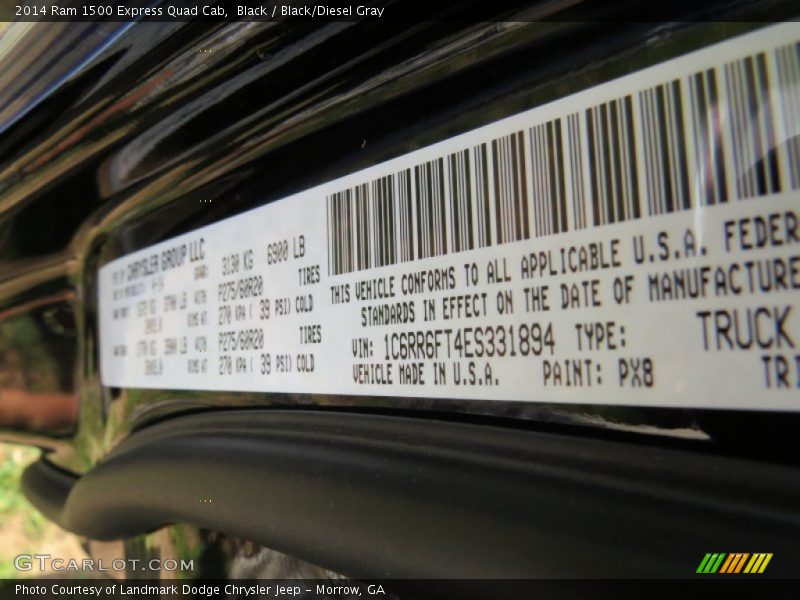 2014 Ram 1500 Express Quad Cab, Black / Black/Diesel Gray
CHRYSLER GROUP LLC
3130 KG 6900 LB
TIRES
P275/60R20
270 KPA ( 39 PSI) COLD
TIRES
P275/60R20
270 KPA ( 39 PSI) COLD
THIS VEHICLE CONFORMS TO ALL APPLICABLE U.S.A. FEDER
STANDARDS IN EFFECT ON THE DATE OF MANUFACTURE
VIN: 1C6RR6FT4ES331894 TYPE: TRUCK
VEHICLE MADE IN U.S.A. PAINT: PX8 TRI
GTCARLOT.COM
Photo Courtesy of Landmark Dodge Chrysler Jeep - Morrow, GA